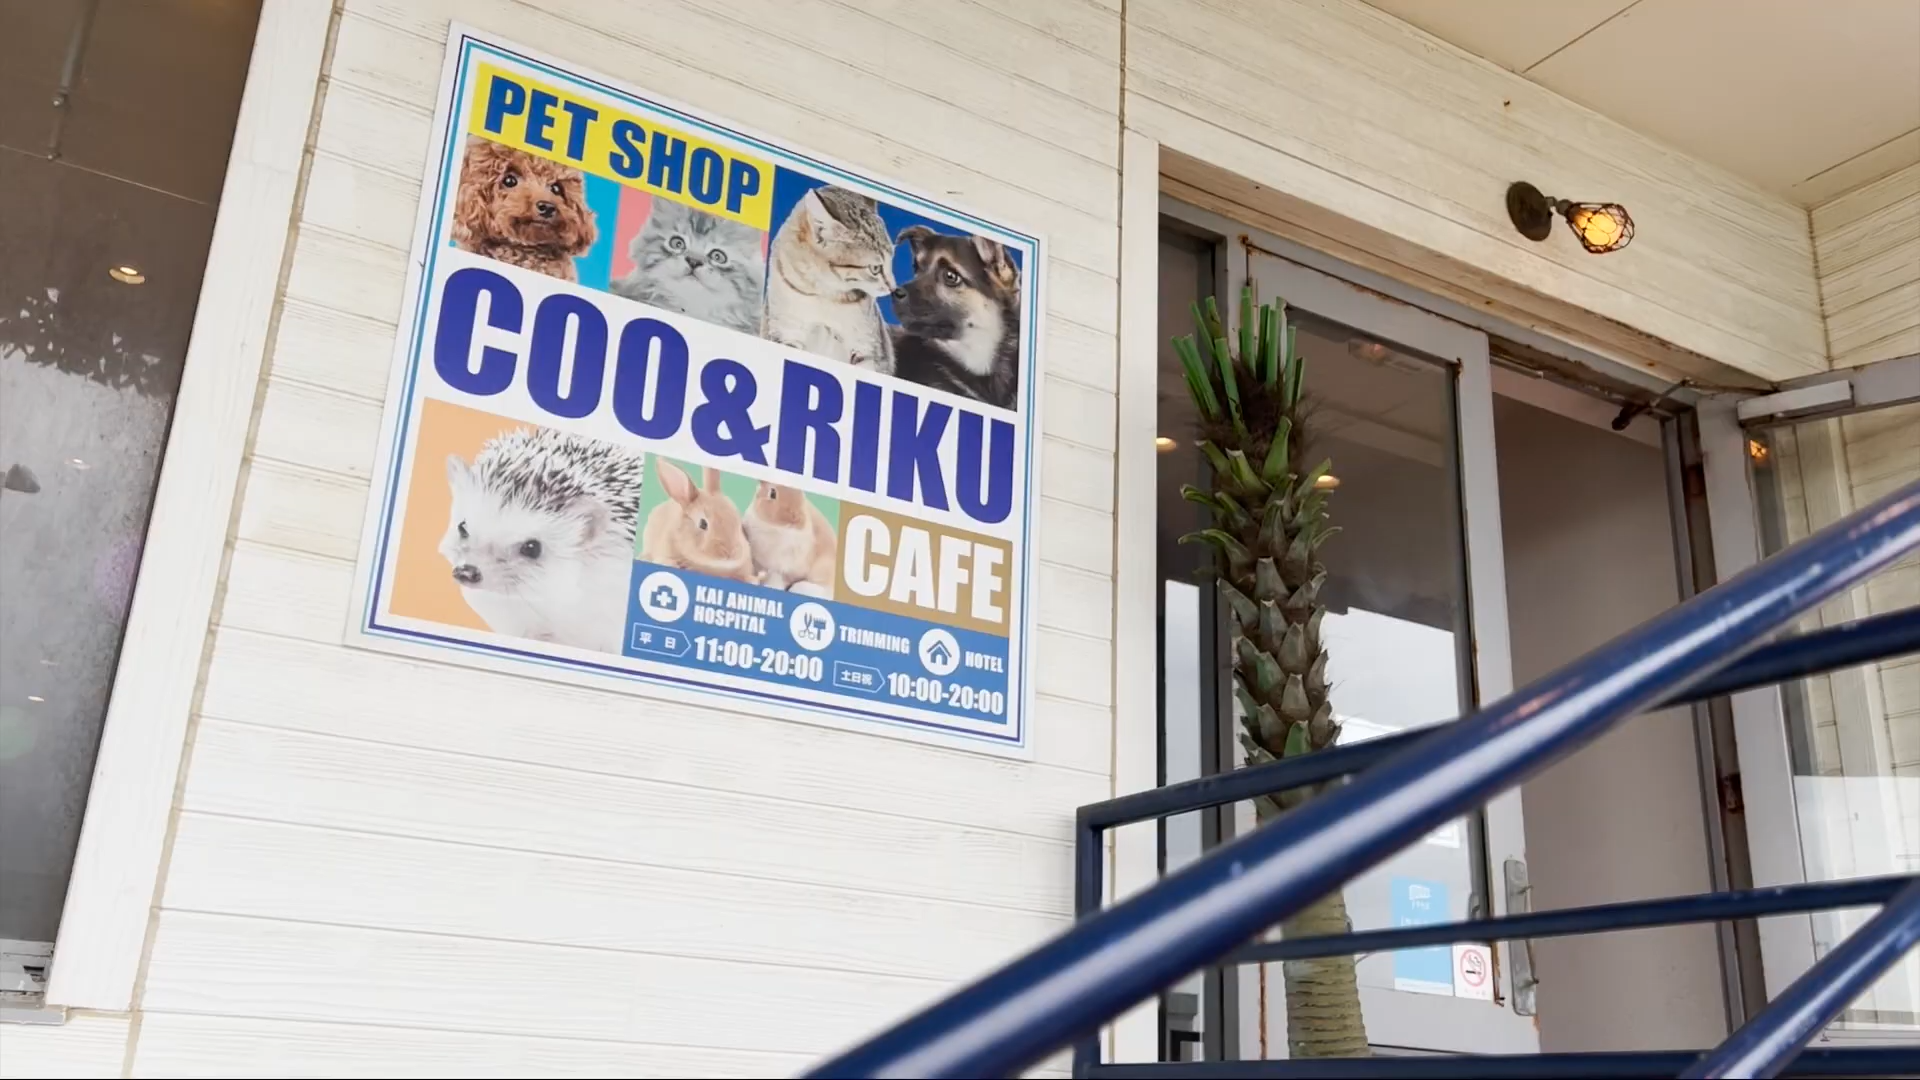 PET SHOP
COO&RIKU
CAFE
KAI ANIMAL
HOSPITAL
TRIMMING
HOTEL
平日 11:00-20:00
土日祝 10:00-20:00